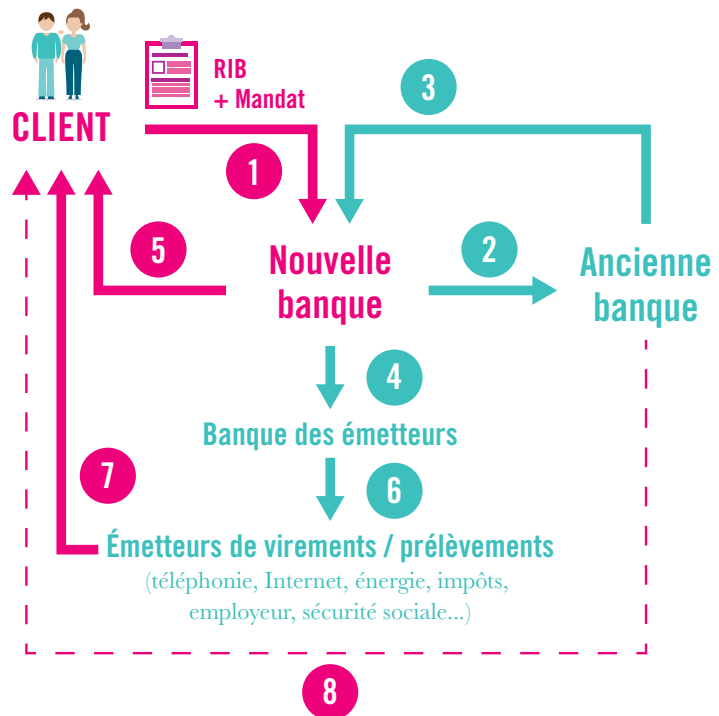 RIB
+ Mandat
CLIENT
3
1
5
2
Nouvelle
banque
Ancienne
banque
4
Banque des émetteurs
7
6
Émetteurs de virements / prélèvements
(téléphonie, Internet, énergie, impôts,
employeur, sécurité sociale...)
8